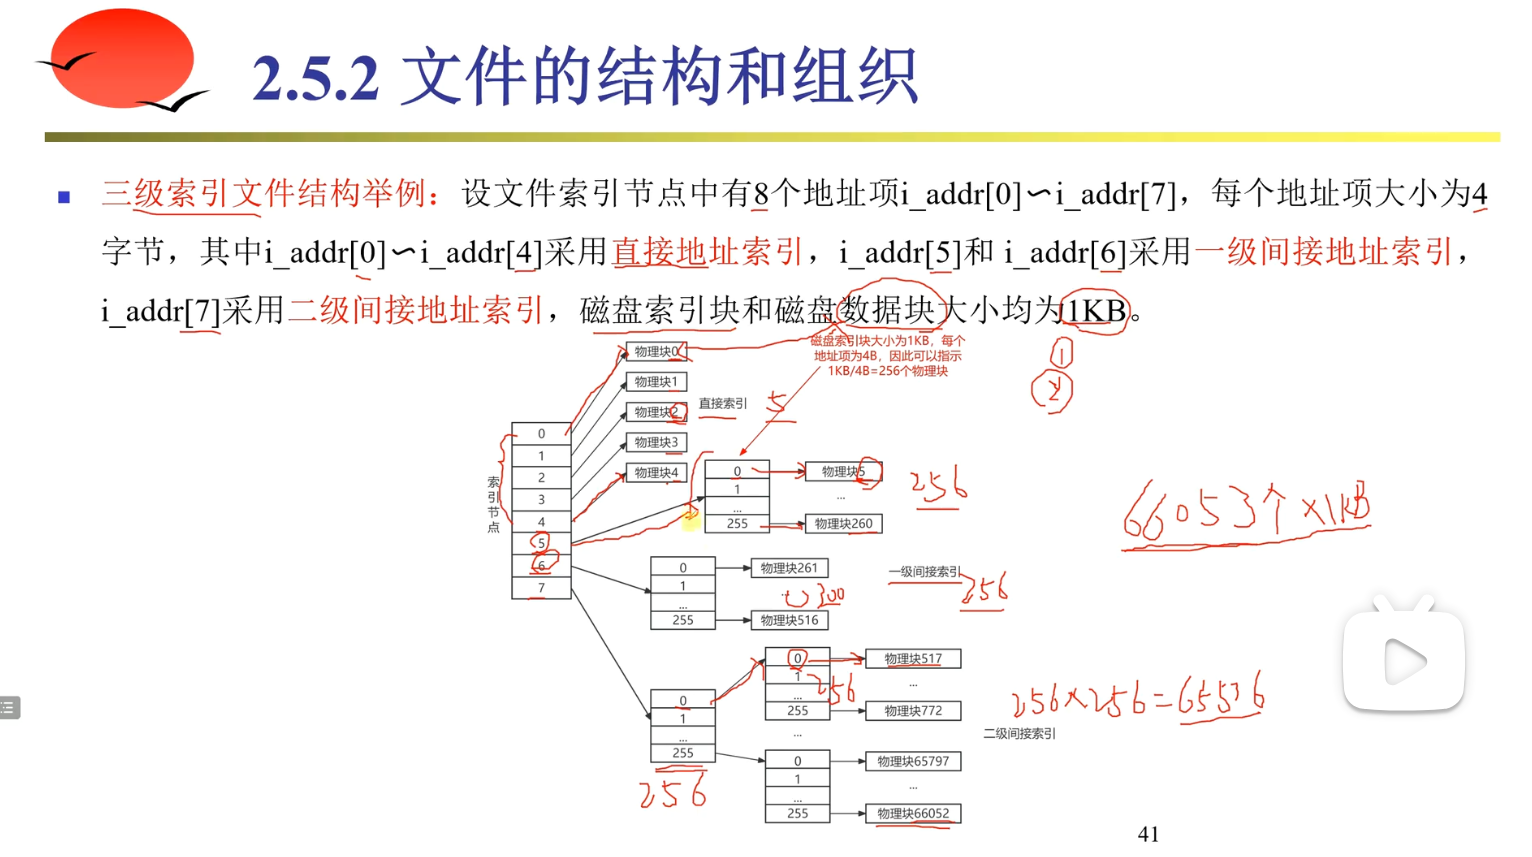 2.5.2 文件的结构和组织
三级索引文件结构举例：设文件索引节点中有8个地址项i_addr[0]～i_addr[7]，每个地址项大小为4
字节，其中i_addr[0]～i_addr[4]采用直接地址索引，i_addr[5]和 i_addr[6]采用一级间接地址索引，
i_addr[7]采用二级间接地址索引，磁盘索引块和磁盘数据块大小均为1KB。
磁盘索引块大小为1KB，每个
地址项为4B，因此可以指示
1KB/4B=256个物理块
①
②
物理块0
物理块1
物理块2
物理块3
物理块4
直接索引
5
索引节点
0
1
2
3
4
5
6
7
0
1
...
255
物理块5
...
物理块260
256
66053个×1KB
0
1
...
255
物理块261
300
物理块516
一级间接索引
256
0
1
...
255
256
0
1
...
255
256
物理块517
...
物理块772
...
256×256=65536
二级间接索引
0
1
...
255
物理块65797
...
物理块66052
41